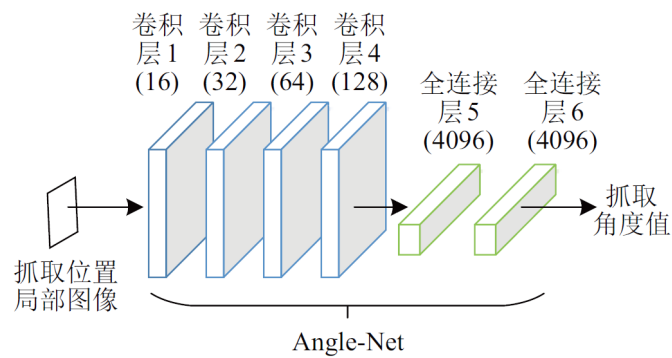 卷积
层1
(16)
卷积
层2
(32)
卷积
层3
(64)
卷积
层4
(128)
全连接
层5
(4096)
全连接
层6
(4096)
抓取位置
局部图像
抓取
角度值
Angle-Net